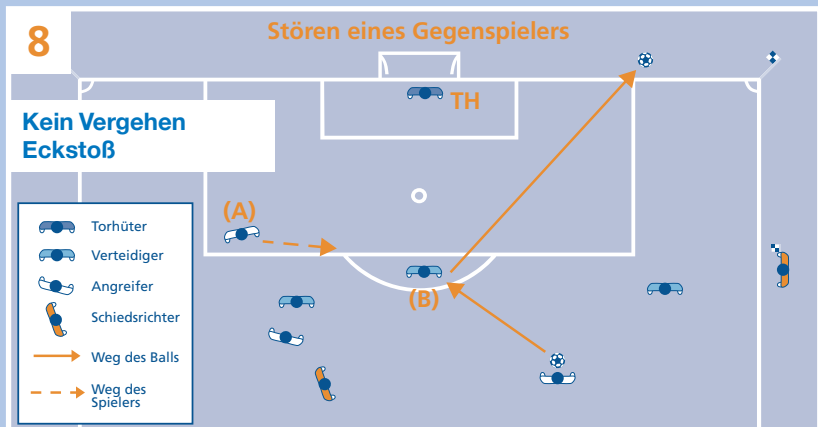 8
Stören eines Gegenspielers
TH
Kein Vergehen
Eckstoß
(A)
(B)
Torhüter
Verteidiger
Angreifer
Schiedsrichter
Weg des Balls
Weg des
Spielers